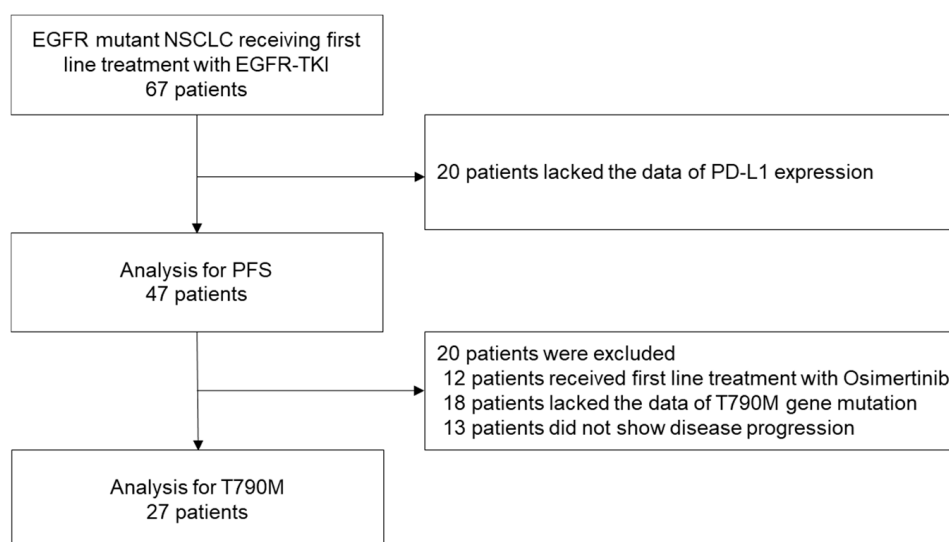 EGFR mutant NSCLC receiving first
line treatment with EGFR-TKI
67 patients
20 patients lacked the data of PD-L1 expression
Analysis for PFS
47 patients
20 patients were excluded
12 patients received first line treatment with Osimertinib
18 patients lacked the data of T790M gene mutation
13 patients did not show disease progression
Analysis for T790M
27 patients